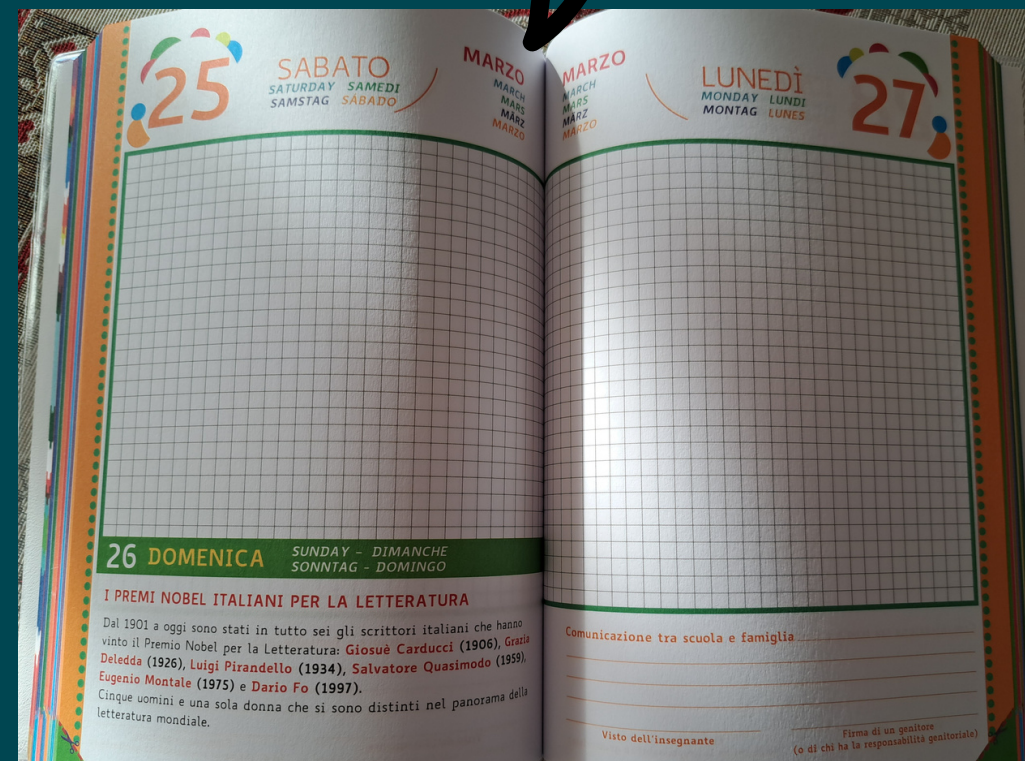 25
SABATO
SATURDAY SAMEDI
SAMSTAG SÁBADO
MARZO
MARCH
MARS
MÄRZ
MARZO
26 DOMENICA
SUNDAY - DIMANCHE
SONNTAG - DOMINGO
I PREMI NOBEL ITALIANI PER LA LETTERATURA
Dal 1901 a oggi sono stati in tutto sei gli scrittori italiani che hanno
vinto il Premio Nobel per la Letteratura: Giosuè Carducci (1906), Grazia
Deledda (1926), Luigi Pirandello (1934), Salvatore Quasimodo (1959),
Eugenio Montale (1975) e Dario Fo (1997).
Cinque uomini e una sola donna che si sono distinti nel panorama della
letteratura mondiale.
MARZO
MARCH
MARS
MÄRZ
MARZO
LUNEDÌ
MONDAY LUNDI
MONTAG LUNES
27
Comunicazione tra scuola e famiglia
Visto dell'insegnante
Firma di un genitore
(o di chi ha la responsabilità genitoriale)